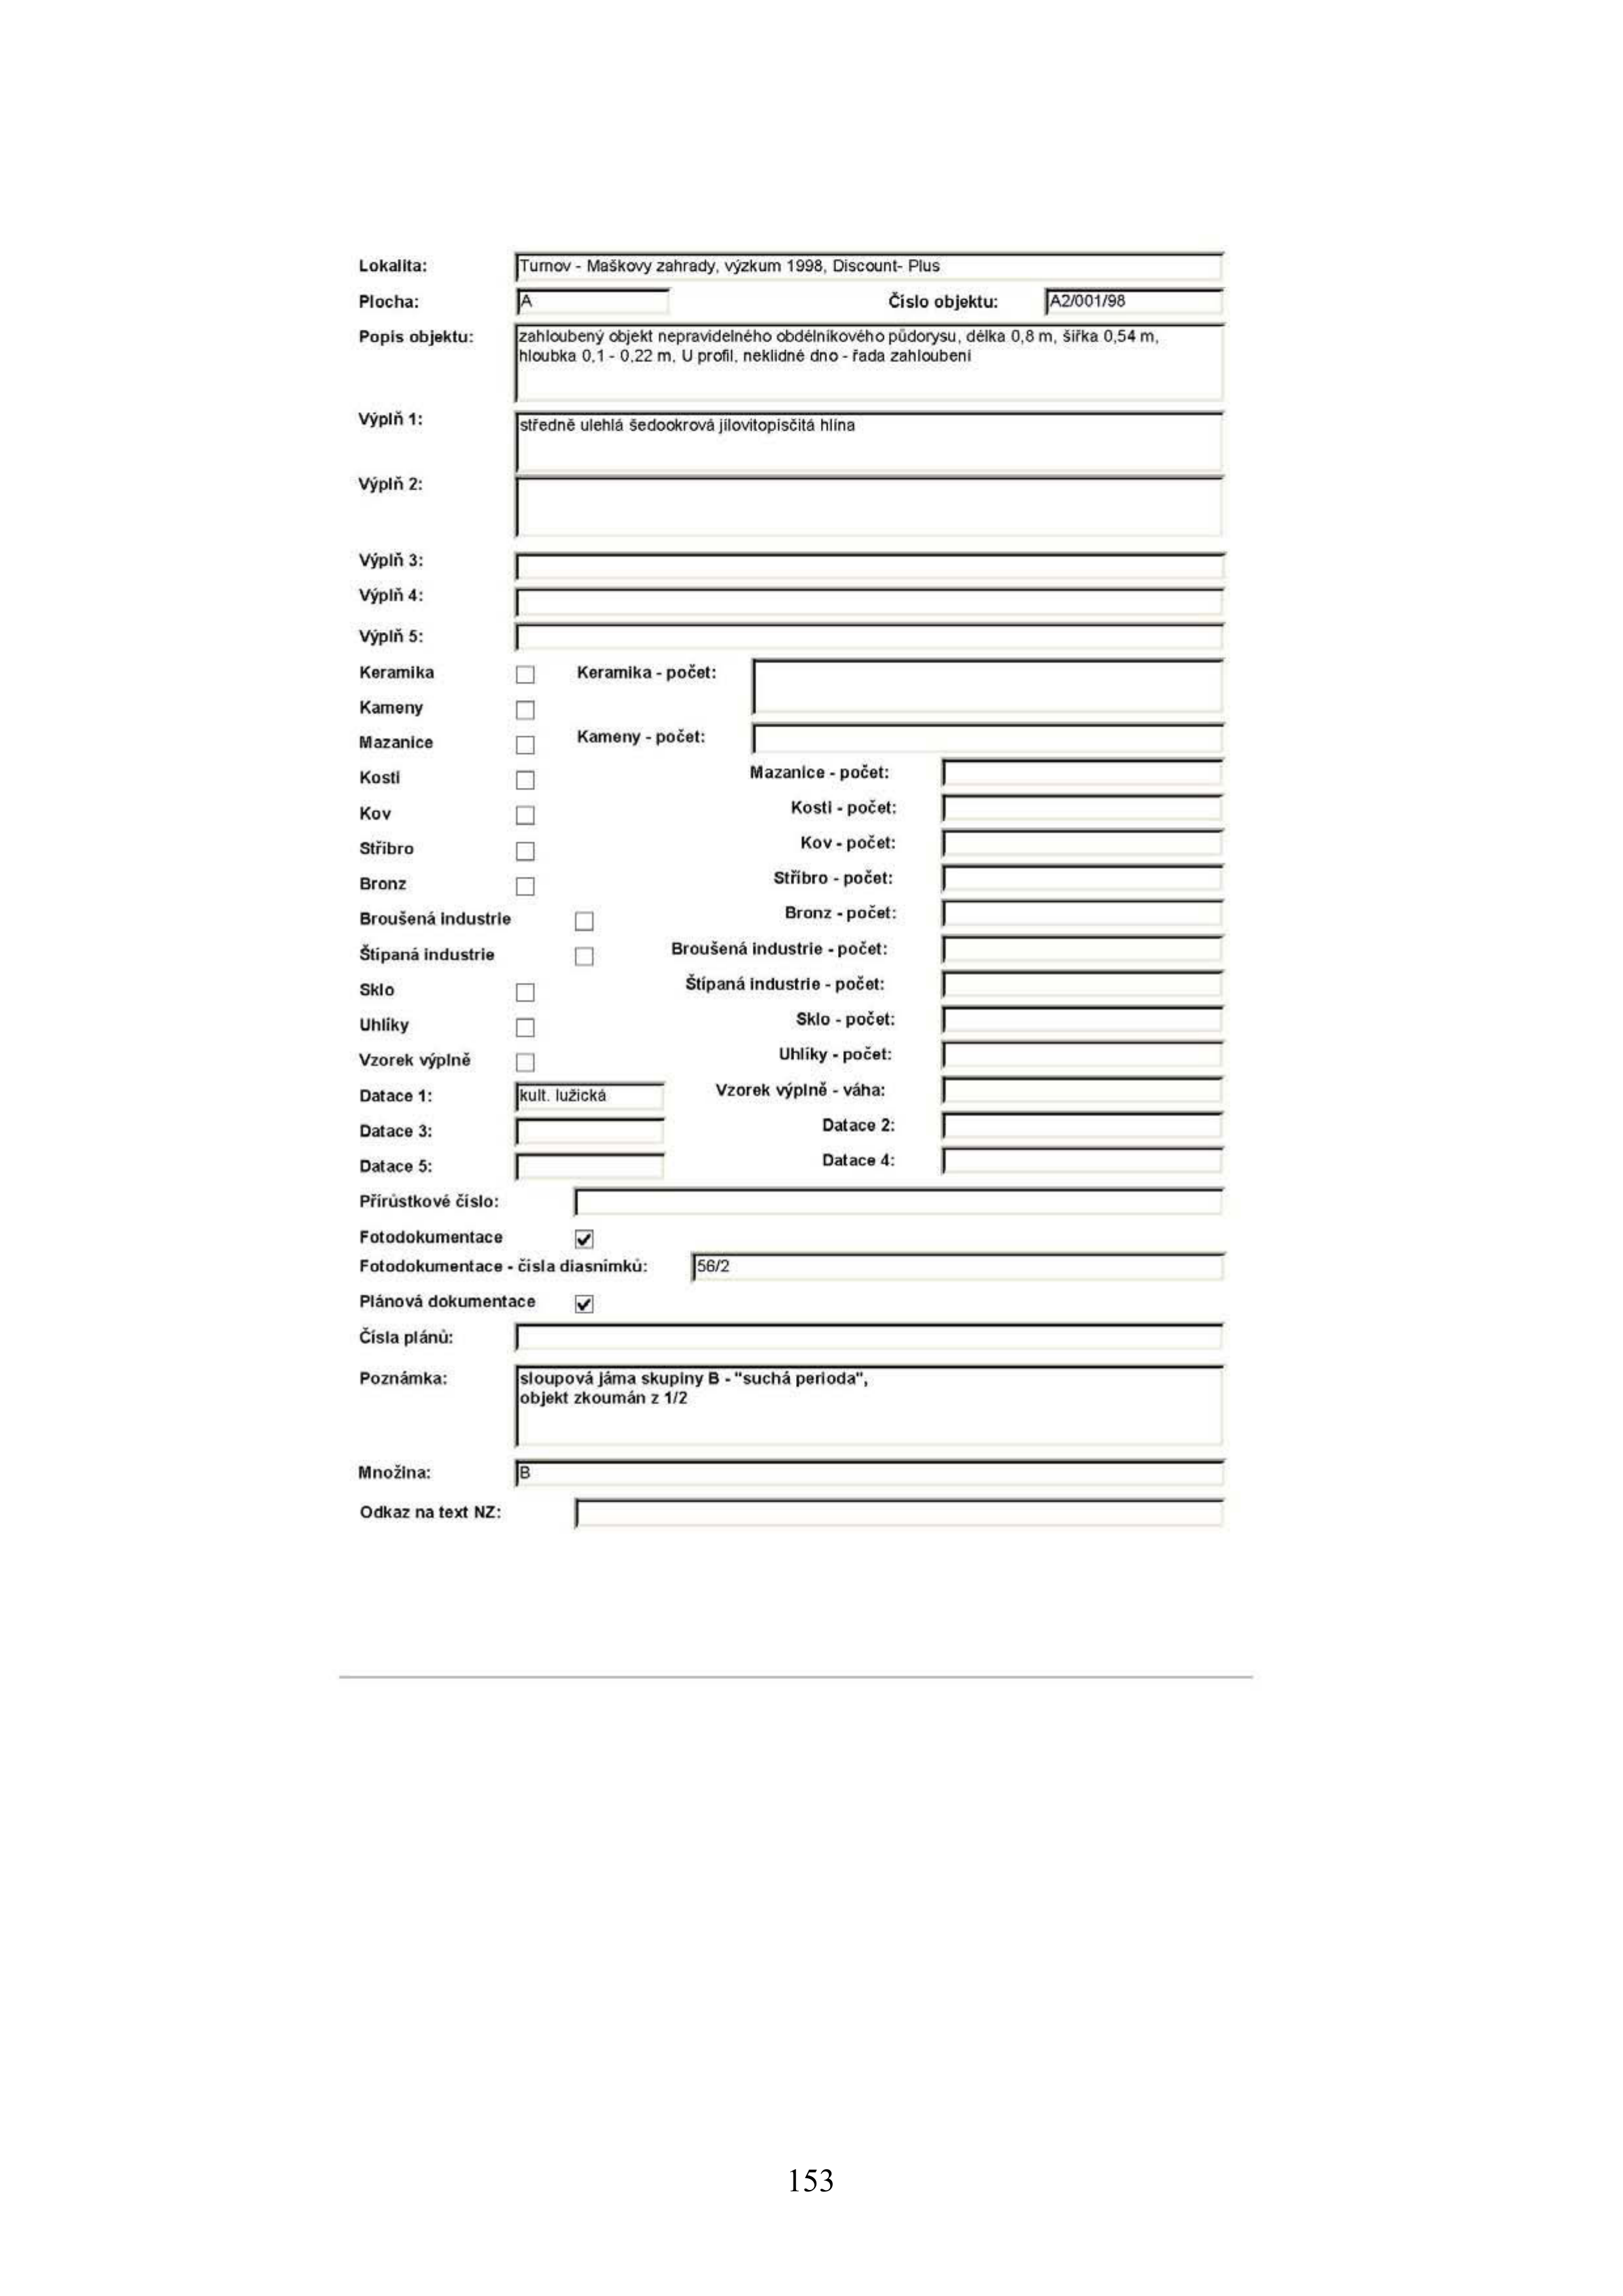 Lokalita: Turnov - Maškovy zahrady, výzkum 1998, Discount- Plus
Plocha: A Číslo objektu: A2/001/98
Popis objektu: zahloubený objekt nepravidelného obdélníkového půdorysu, délka 0,8 m, šířka 0,54 m,
hloubka 0,1 - 0,22 m, U profil, neklidné dno - řada zahloubení
Výplň 1: středně ulehlá šedookrová jílovitopísčitá hlína
Výplň 2:
Výplň 3:
Výplň 4:
Výplň 5:
Keramika Keramika - počet:
Kameny
Mazanice Kameny - počet:
Kosti Mazanice - počet:
Kov Kosti - počet:
Stříbro Kov - počet:
Bronz Stříbro - počet:
Broušená industrie Bronz - počet:
Štípaná industrie Broušená industrie - počet:
Sklo Štípaná industrie - počet:
Uhlíky Sklo - počet:
Vzorek výplně Uhlíky - počet:
Datace 1: kult. lužická Vzorek výplně - váha:
Datace 3: Datace 2:
Datace 5: Datace 4:
Přírůstkové číslo:
Fotodokumentace
Fotodokumentace - čísla diasnímků: 56/2
Plánová dokumentace
Čísla plánů:
Poznámka: sloupová jáma skupiny B - "suchá perioda",
objekt zkoumán z 1/2
Množina: B
Odkaz na text NZ:
153